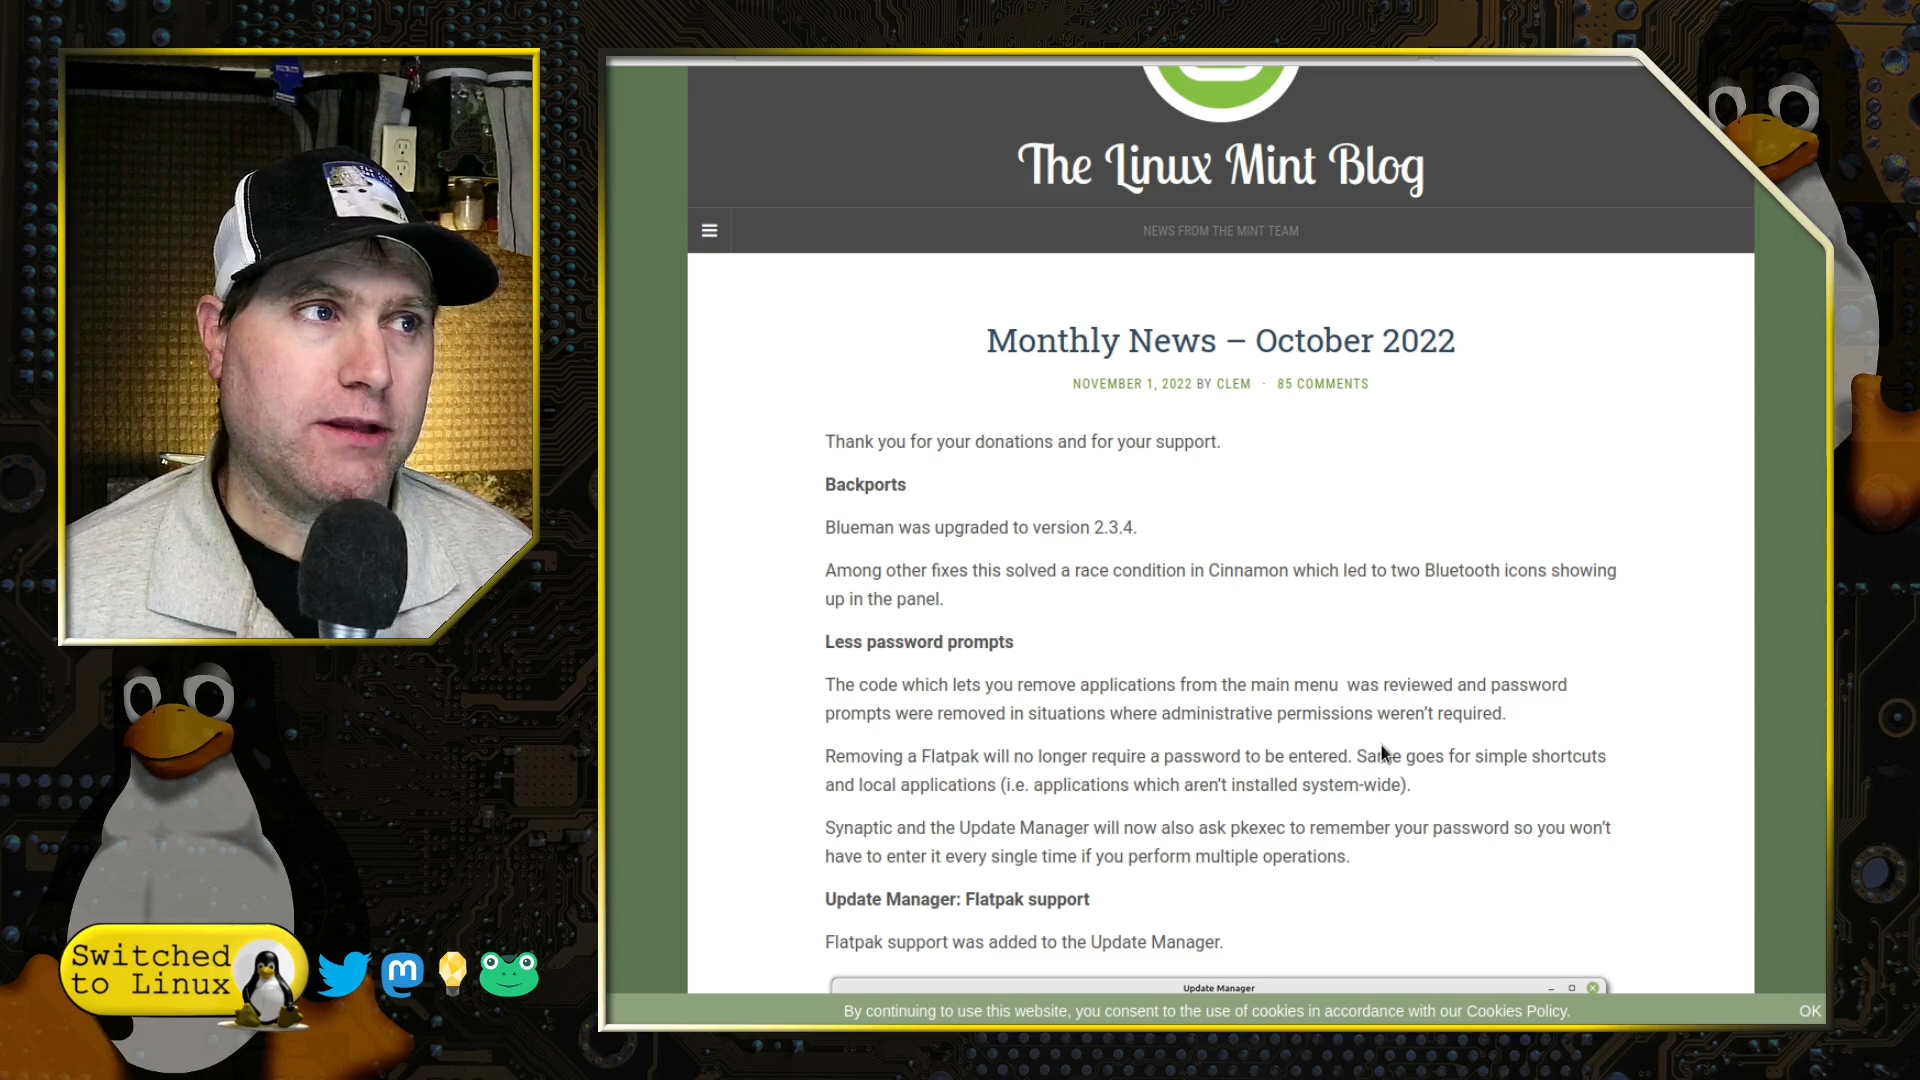 The Linux Mint Blog
NEWS FROM THE MINT TEAM
Monthly News – October 2022
NOVEMBER 1, 2022 BY CLEM · 85 COMMENTS
Thank you for your donations and for your support.
Backports
Blueman was upgraded to version 2.3.4.
Among other fixes this solved a race condition in Cinnamon which led to two Bluetooth icons showing
up in the panel.
Less password prompts
The code which lets you remove applications from the main menu was reviewed and password
prompts were removed in situations where administrative permissions weren't required.
Removing a Flatpak will no longer require a password to be entered. Same goes for simple shortcuts
and local applications (i.e. applications which aren't installed system-wide).
Synaptic and the Update Manager will now also ask pkexec to remember your password so you won't
have to enter it every single time if you perform multiple operations.
Update Manager: Flatpak support
Flatpak support was added to the Update Manager.
Update Manager
By continuing to use this website, you consent to the use of cookies in accordance with our Cookies Policy.
OK
Switched
to Linux